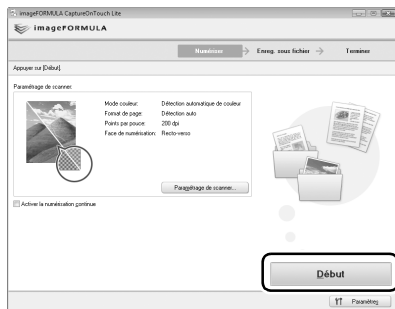 imageFORMULA CaptureOnTouch Lite
imageFORMULA
Numériser
Enreg. sous fichier
Terminer
Appuyer sur [Début].
Paramétrage de scanner:
Mode couleur: Détection automatique de couleur
Format de page: Détection auto
Points par pouce: 200 dpi
Face de numérisation: Recto-verso
Paramétrage de scanner...
Activer la numérisation continue
Début
Paramètres